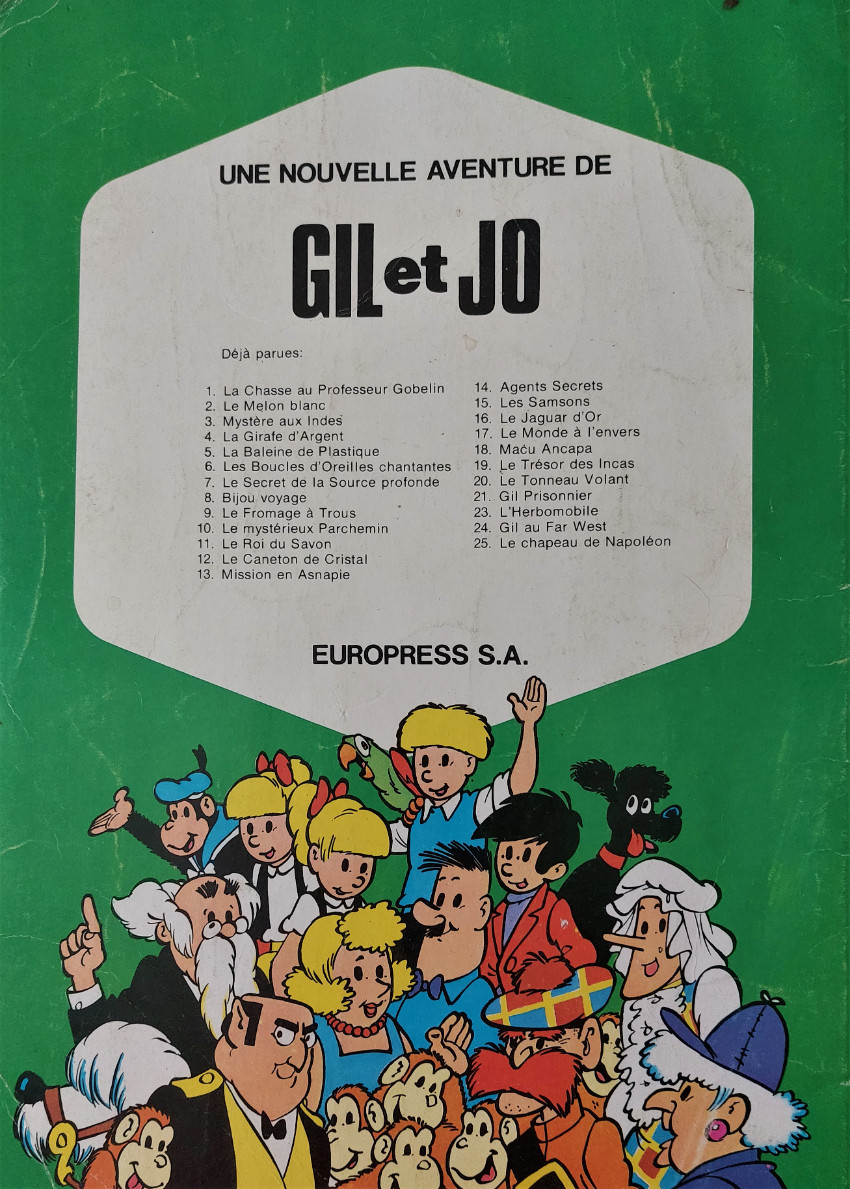 UNE NOUVELLE AVENTURE DE
GIL et JO
Déjà parues:
1. La Chasse au Professeur Gobelin
2. Le Melon blanc
3. Mystère aux Indes
4. La Girafe d'Argent
5. La Baleine de Plastique
6. Les Boucles d'Oreilles chantantes
7. Le Secret de la Source profonde
8. Bijou voyage
9. Le Fromage à Trous
10. Le mystérieux Parchemin
11. Le Roi du Savon
12. Le Caneton de Cristal
13. Mission en Asnapie
14. Agents Secrets
15. Les Samsons
16. Le Jaguar d'Or
17. Le Monde à l'envers
18. Maću Ancapa
19. Le Trésor des Incas
20. Le Tonneau Volant
21. Gil Prisonnier
23. L'Herbomobile
24. Gil au Far West
25. Le chapeau de Napoléon
EUROPRESS S.A.